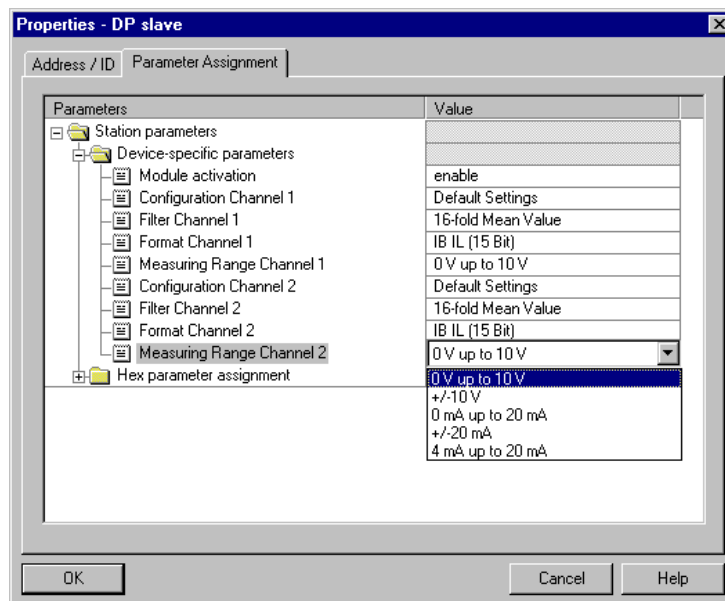 Properties - DP slave
Address / ID Parameter Assignment
Parameters Value
Station parameters
Device-specific parameters
Module activation enable
Configuration Channel 1 Default Settings
Filter Channel 1 16-fold Mean Value
Format Channel 1 IB IL (15 Bit)
Measuring Range Channel 1 0 V up to 10 V
Configuration Channel 2 Default Settings
Filter Channel 2 16-fold Mean Value
Format Channel 2 IB IL (15 Bit)
Measuring Range Channel 2 0 V up to 10 V
Hex parameter assignment 0 V up to 10 V
+/-10 V
0 mA up to 20 mA
+/-20 mA
4 mA up to 20 mA
OK Cancel Help